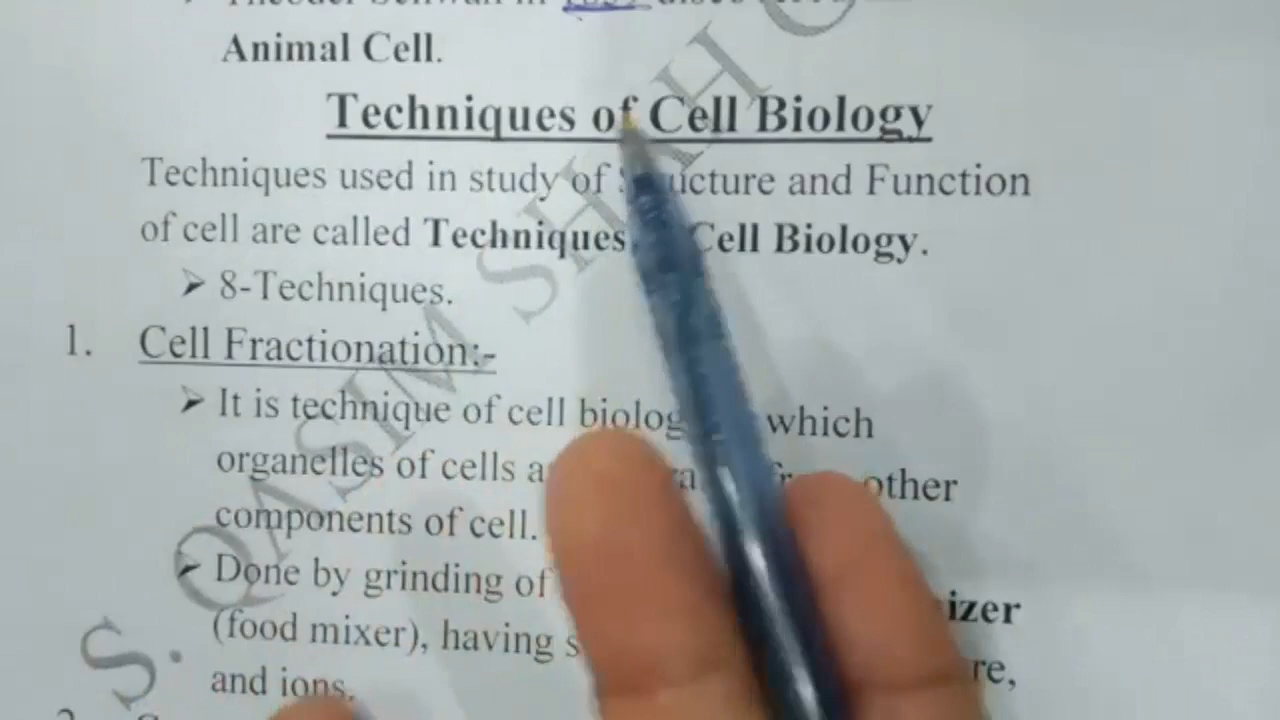 Animal Cell.
Techniques of Cell Biology
Techniques used in study of ucture and Function
of cell are called Techniques Cell Biology.
➤ 8-Techniques.
1. Cell Fractionation:-
➤ It is technique of cell biolog which
organelles of cells other
components of cell.
➤ Done by grinding of izer
(food mixer), having s re,
and ions.
S. QASIM SHAH